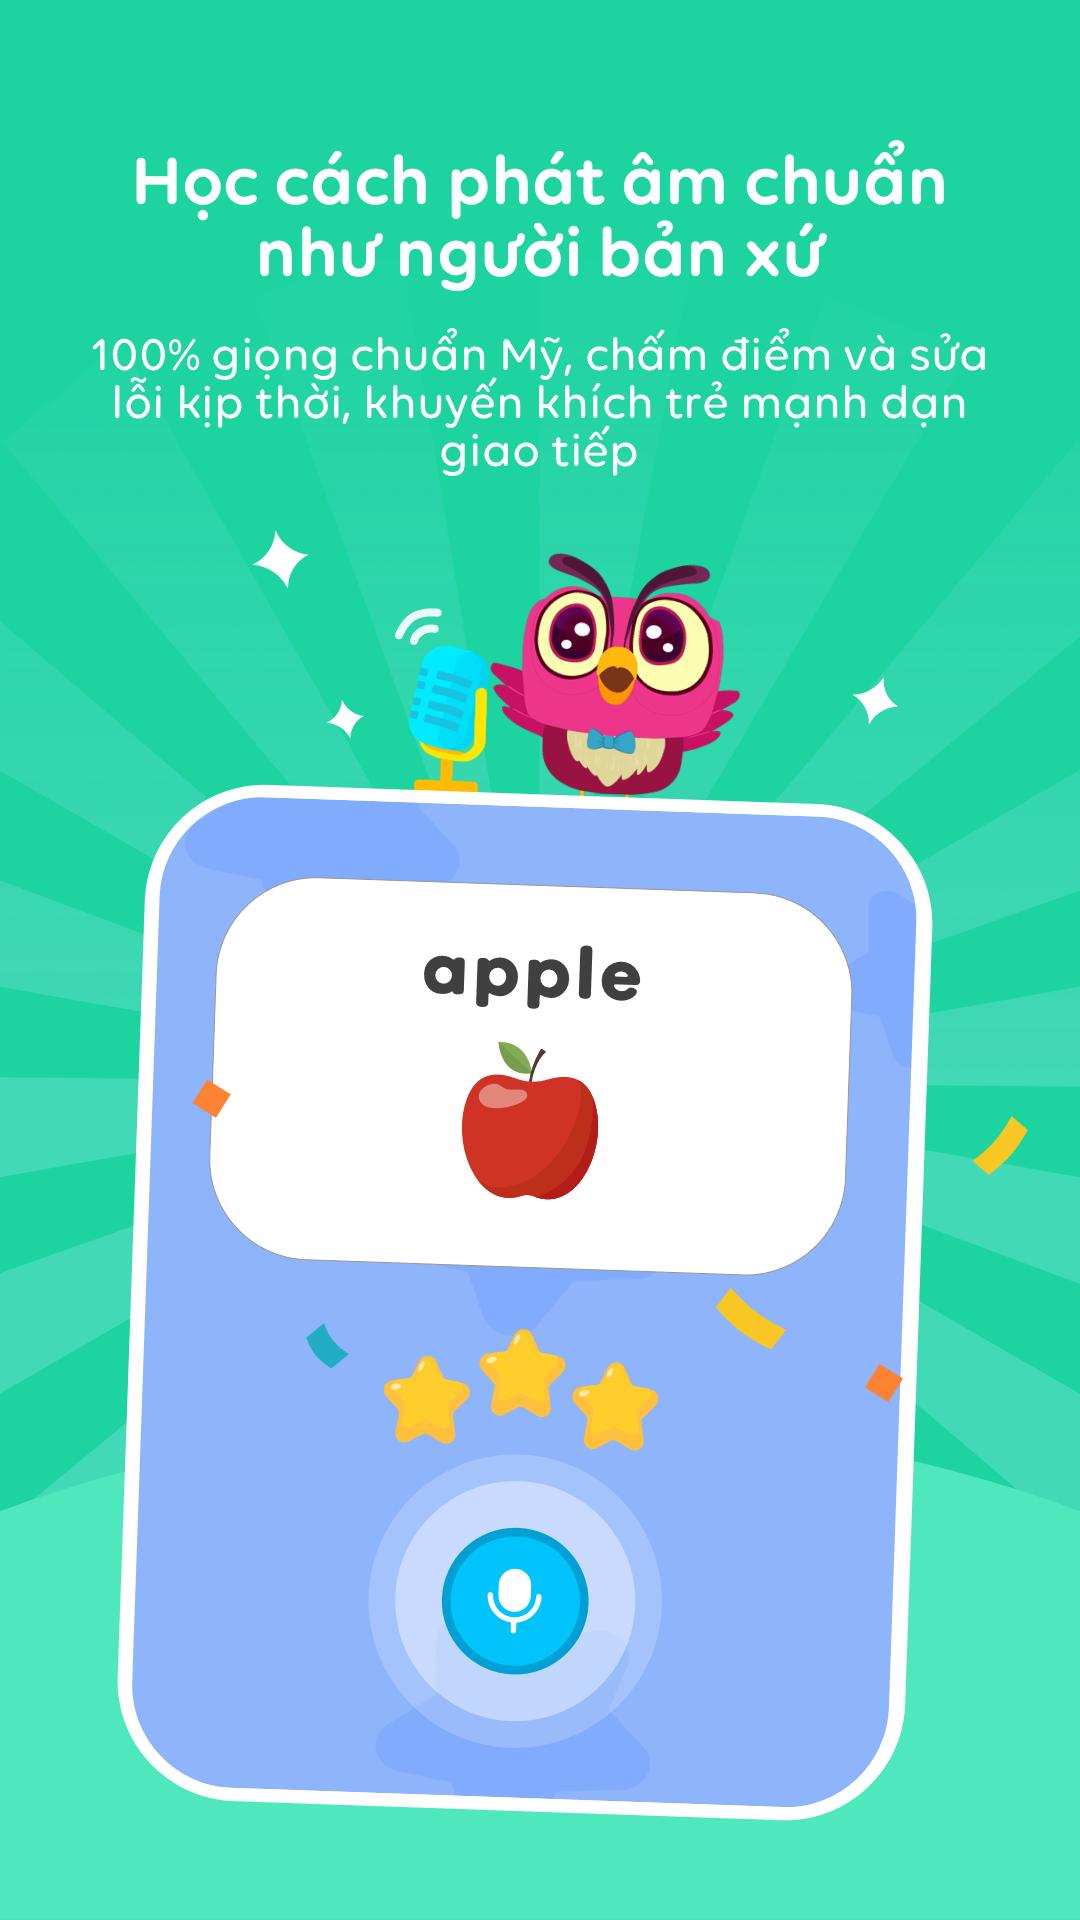 Học cách phát âm chuẩn
như người bản xứ
100% giọng chuẩn Mỹ, chấm điểm và sửa
lỗi kịp thời, khuyến khích trẻ mạnh dạn
giao tiếp
apple